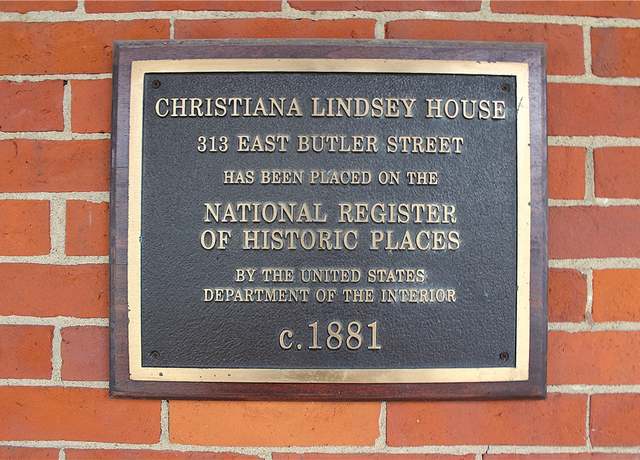 CHRISTIANA LINDSEY HOUSE
313 EAST BUTLER STREET
HAS BEEN PLACED ON THE
NATIONAL REGISTER
OF HISTORIC PLACES
BY THE UNITED STATES
DEPARTMENT OF THE INTERIOR
c.1881